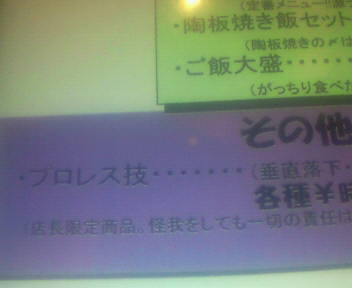 (定番メニュー!!
・陶板焼き飯セット
(陶板焼きの〆は
・ご飯大盛・・・・・・
(がっちり食べた
その他
・プロレス技・・・・・・・(垂直落下・
各種￥時
(店長限定商品。怪我をしても一切の責任は